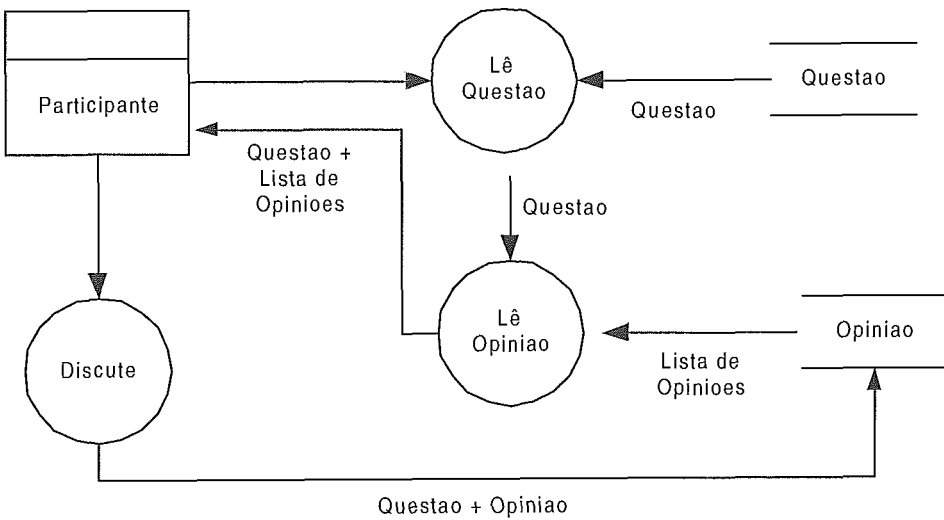 Participante
Lê
Questao
Questao
Questao
Questao +
Lista de
Opinioes
Questao
Lê
Opiniao
Opiniao
Lista de
Opinioes
Discute
Questao + Opiniao